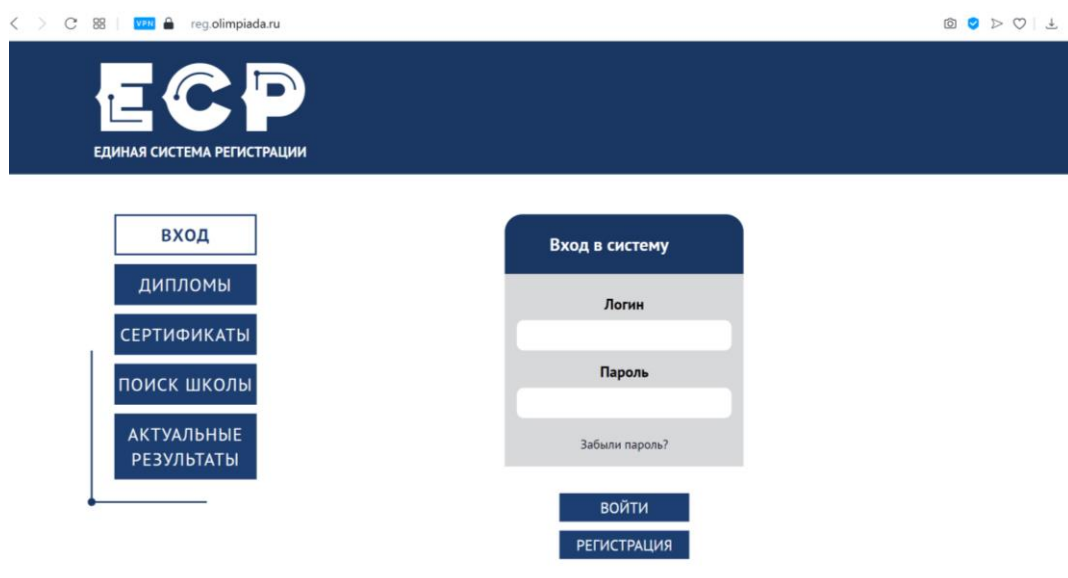 VPN reg.olimpiada.ru
ЕСР
ЕДИНАЯ СИСТЕМА РЕГИСТРАЦИИ
ВХОД
ДИПЛОМЫ
СЕРТИФИКАТЫ
ПОИСК ШКОЛЫ
АКТУАЛЬНЫЕ
РЕЗУЛЬТАТЫ
Вход в систему
Логин
Пароль
Забыли пароль?
ВОЙТИ
РЕГИСТРАЦИЯ